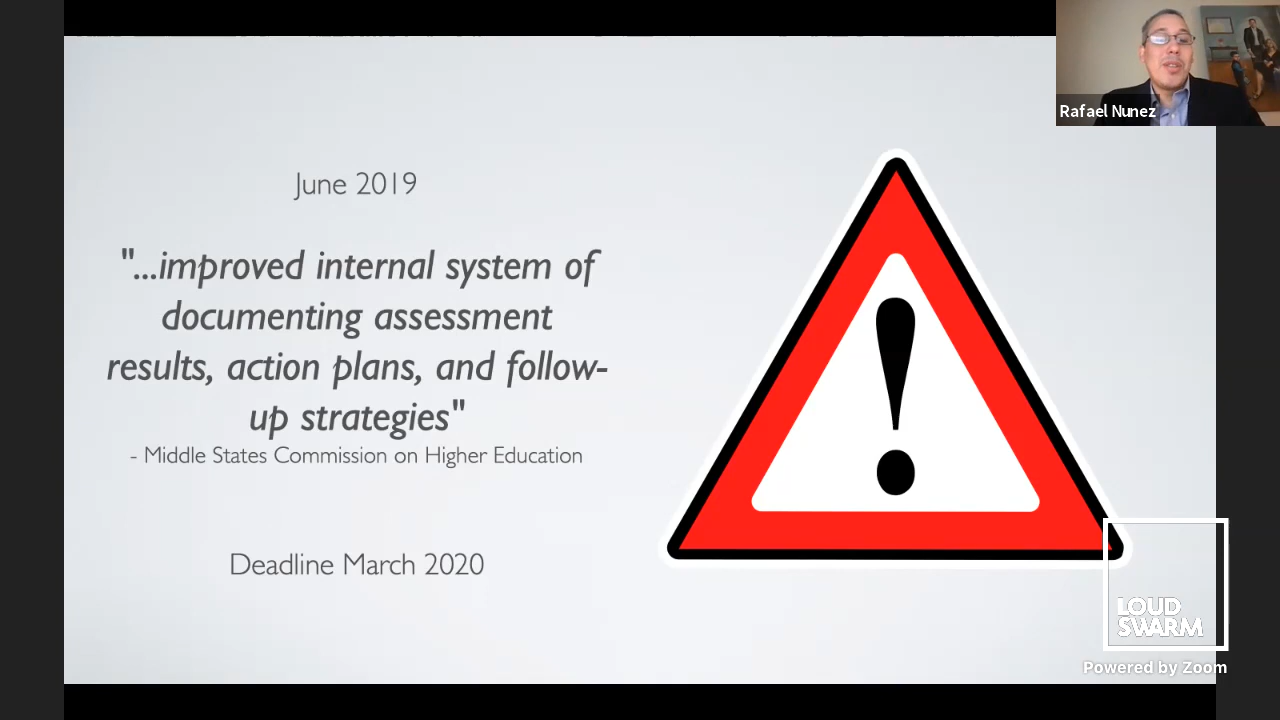 Rafael Nunez
June 2019
"...improved internal system of
documenting assessment
results, action plans, and follow-
up strategies"
- Middle States Commission on Higher Education
Deadline March 2020
!
LOUD
SWARM
Powered by Zoom